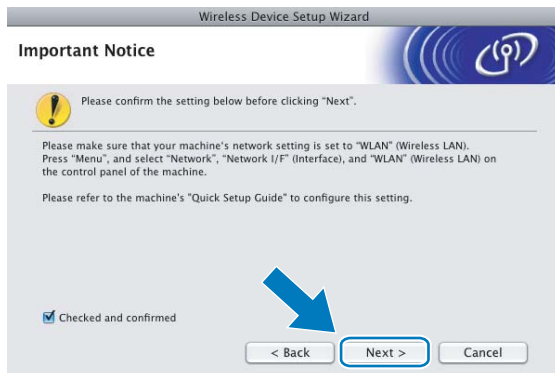 Wireless Device Setup Wizard
Important Notice
Please confirm the setting below before clicking “Next”.
Please make sure that your machine's network setting is set to “WLAN” (Wireless LAN).
Press “Menu”, and select “Network”, “Network I/F” (Interface), and “WLAN” (Wireless LAN) on
the control panel of the machine.
Please refer to the machine's "Quick Setup Guide" to configure this setting.
Checked and confirmed
< Back
Next >
Cancel